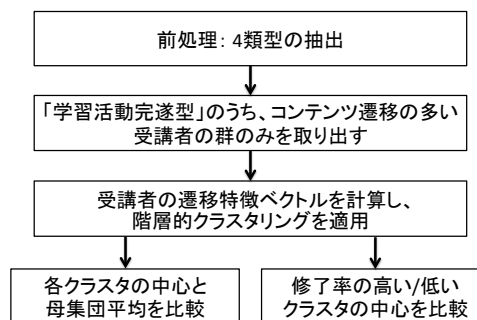 前処理: 4類型の抽出
「学習活動完遂型」のうち、コンテンツ遷移の多い
受講者の群のみを取り出す
受講者の遷移特徴ベクトルを計算し、
階層的クラスタリングを適用
各クラスタの中心と
母集団平均を比較
修了率の高い/低い
クラスタの中心を比較